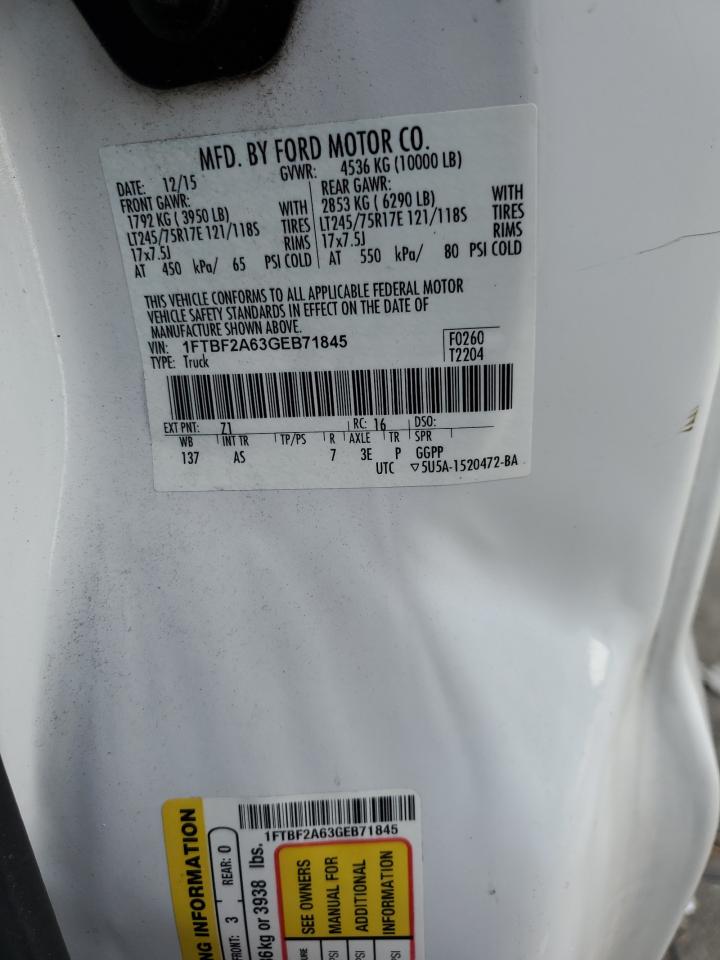 MFD. BY FORD MOTOR CO.
DATE: 12/15 GVWR: 4536 KG (10000 LB)
FRONT GAWR: REAR GAWR:
1792 KG ( 3950 LB) WITH 2853 KG ( 6290 LB) WITH
LT245/75R17E 121/118S TIRES LT245/75R17E 121/118S TIRES
17x7.5J RIMS 17x7.5J RIMS
AT 450 kPa/ 65 PSI COLD AT 550 kPa/ 80 PSI COLD
THIS VEHICLE CONFORMS TO ALL APPLICABLE FEDERAL MOTOR
VEHICLE SAFETY STANDARDS IN EFFECT ON THE DATE OF
MANUFACTURE SHOWN ABOVE.
VIN: 1FTBF2A63GEB71845 F0260
TYPE: Truck T2204
EXT PNT: Z1 RC: 16 DSO:
WB INT TR TP/PS R AXLE TR SPR
137 AS 7 3E P GGPP
UTC ▽5U5A-1520472-BA
1FTBF2A63GEB71845
INFORMATION
FRONT: 3 REAR: 0
kg or 3938 lbs.
SEE OWNERS
MANUAL FOR
ADDITIONAL
INFORMATION
PSI
PSI